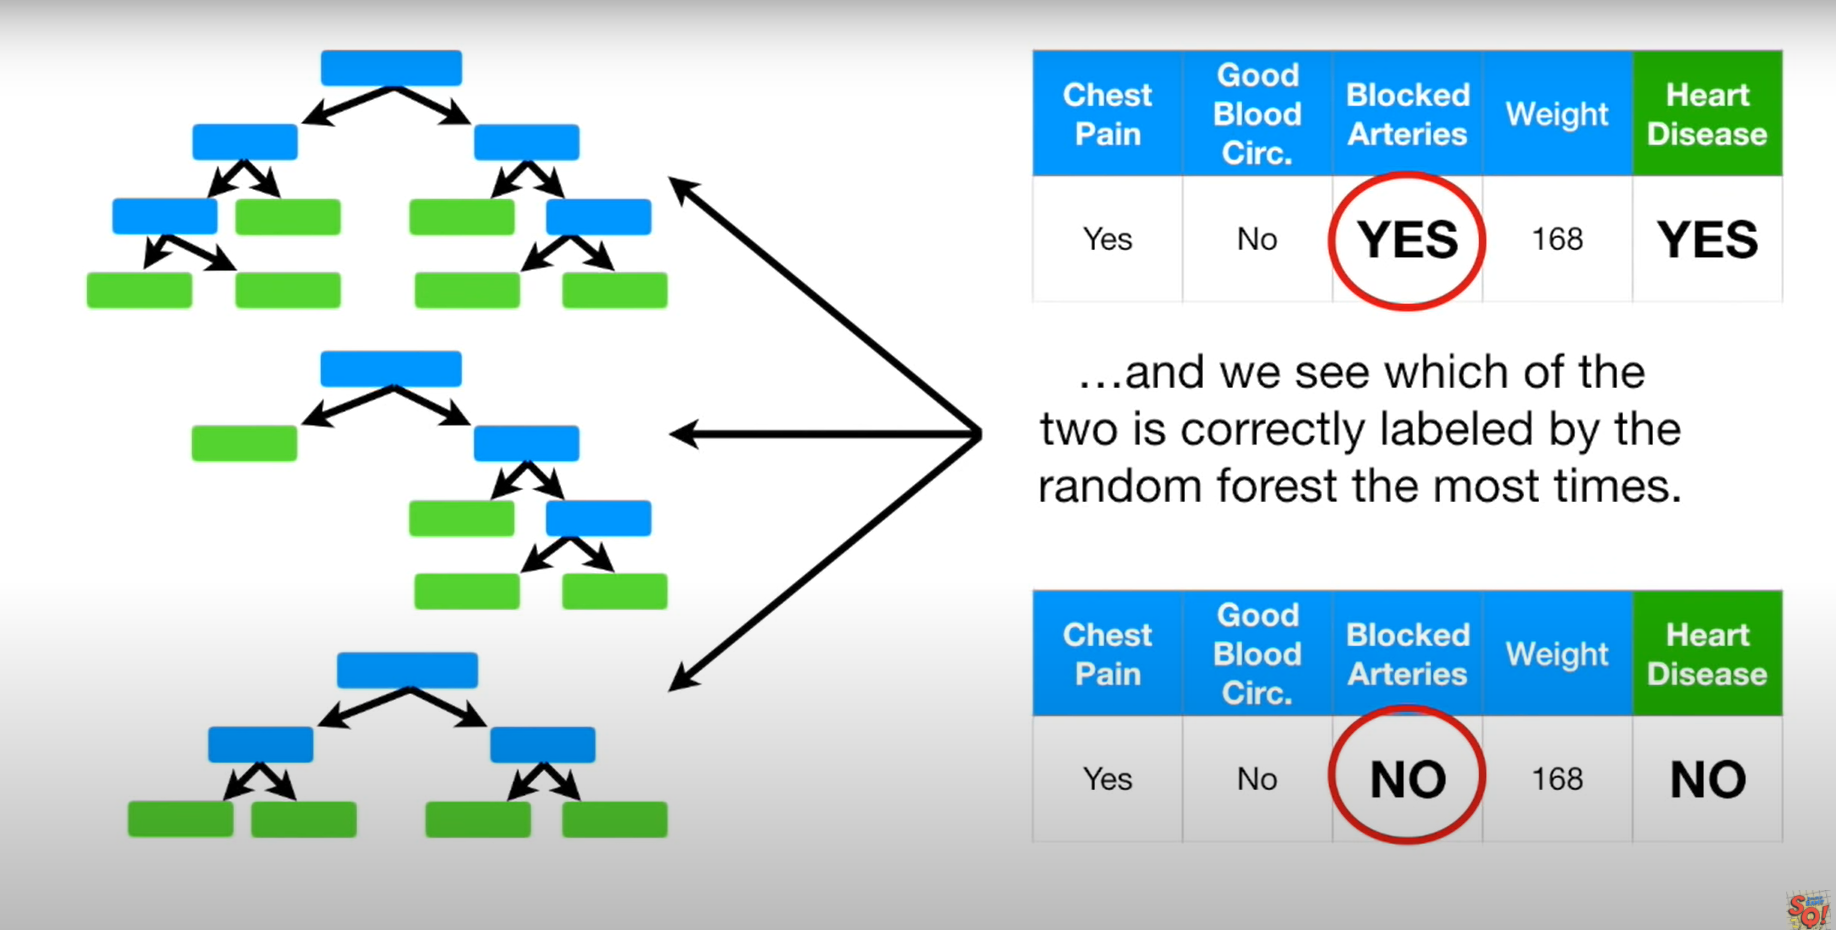 Chest Pain
Good Blood Circ.
Blocked Arteries
Weight
Heart Disease
Yes
No
YES
168
YES
...and we see which of the
two is correctly labeled by the
random forest the most times.
Chest Pain
Good Blood Circ.
Blocked Arteries
Weight
Heart Disease
Yes
No
NO
168
NO
SQ!